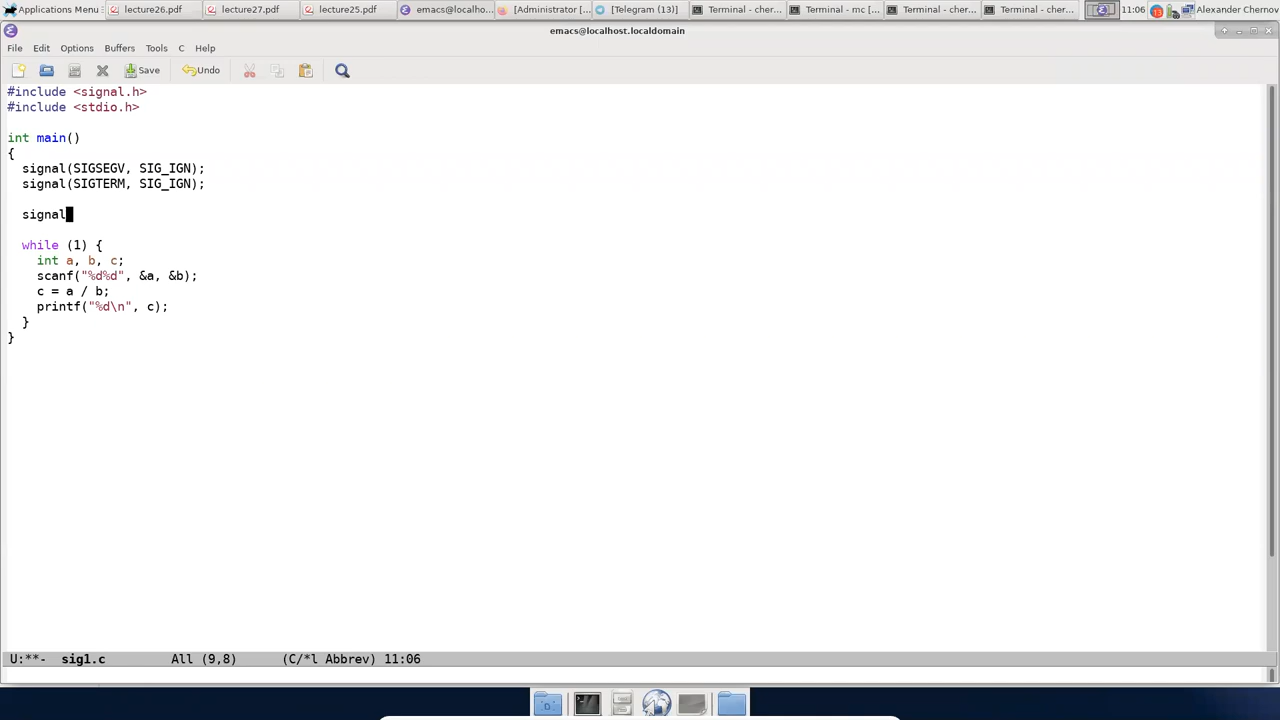 Applications Menu lecture26.pdf lecture27.pdf lecture25.pdf emacs@localho... [Administrator [... [Telegram (13)] Terminal - cher... Terminal - mc [... Terminal - cher... Terminal - cher... 11:06 13 Alexander Chernov
emacs@localhost.localdomain
File Edit Options Buffers Tools C Help
Save Undo
#include <signal.h>
#include <stdio.h>
int main()
{
signal(SIGSEGV, SIG_IGN);
signal(SIGTERM, SIG_IGN);
signal
while (1) {
int a, b, c;
scanf("%d%d", &a, &b);
c = a / b;
printf("%d\n", c);
}
}
U:**- sig1.c All (9,8) (C/*l Abbrev) 11:06